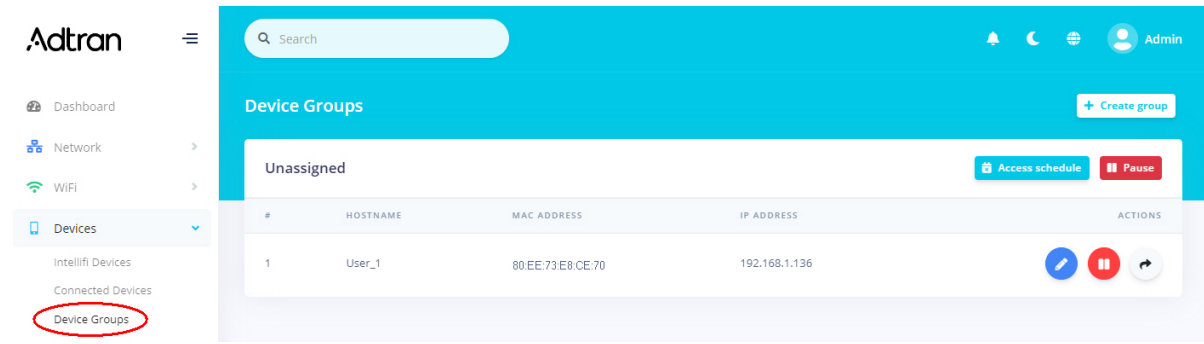 Adtran
Search
Admin
Dashboard
Network
WiFi
Devices
Intellifi Devices
Connected Devices
Device Groups
Device Groups
+ Create group
Unassigned
Access schedule
Pause
# HOSTNAME MAC ADDRESS IP ADDRESS ACTIONS
1 User_1 80:EE:73:E8:CE:70 192.168.1.136